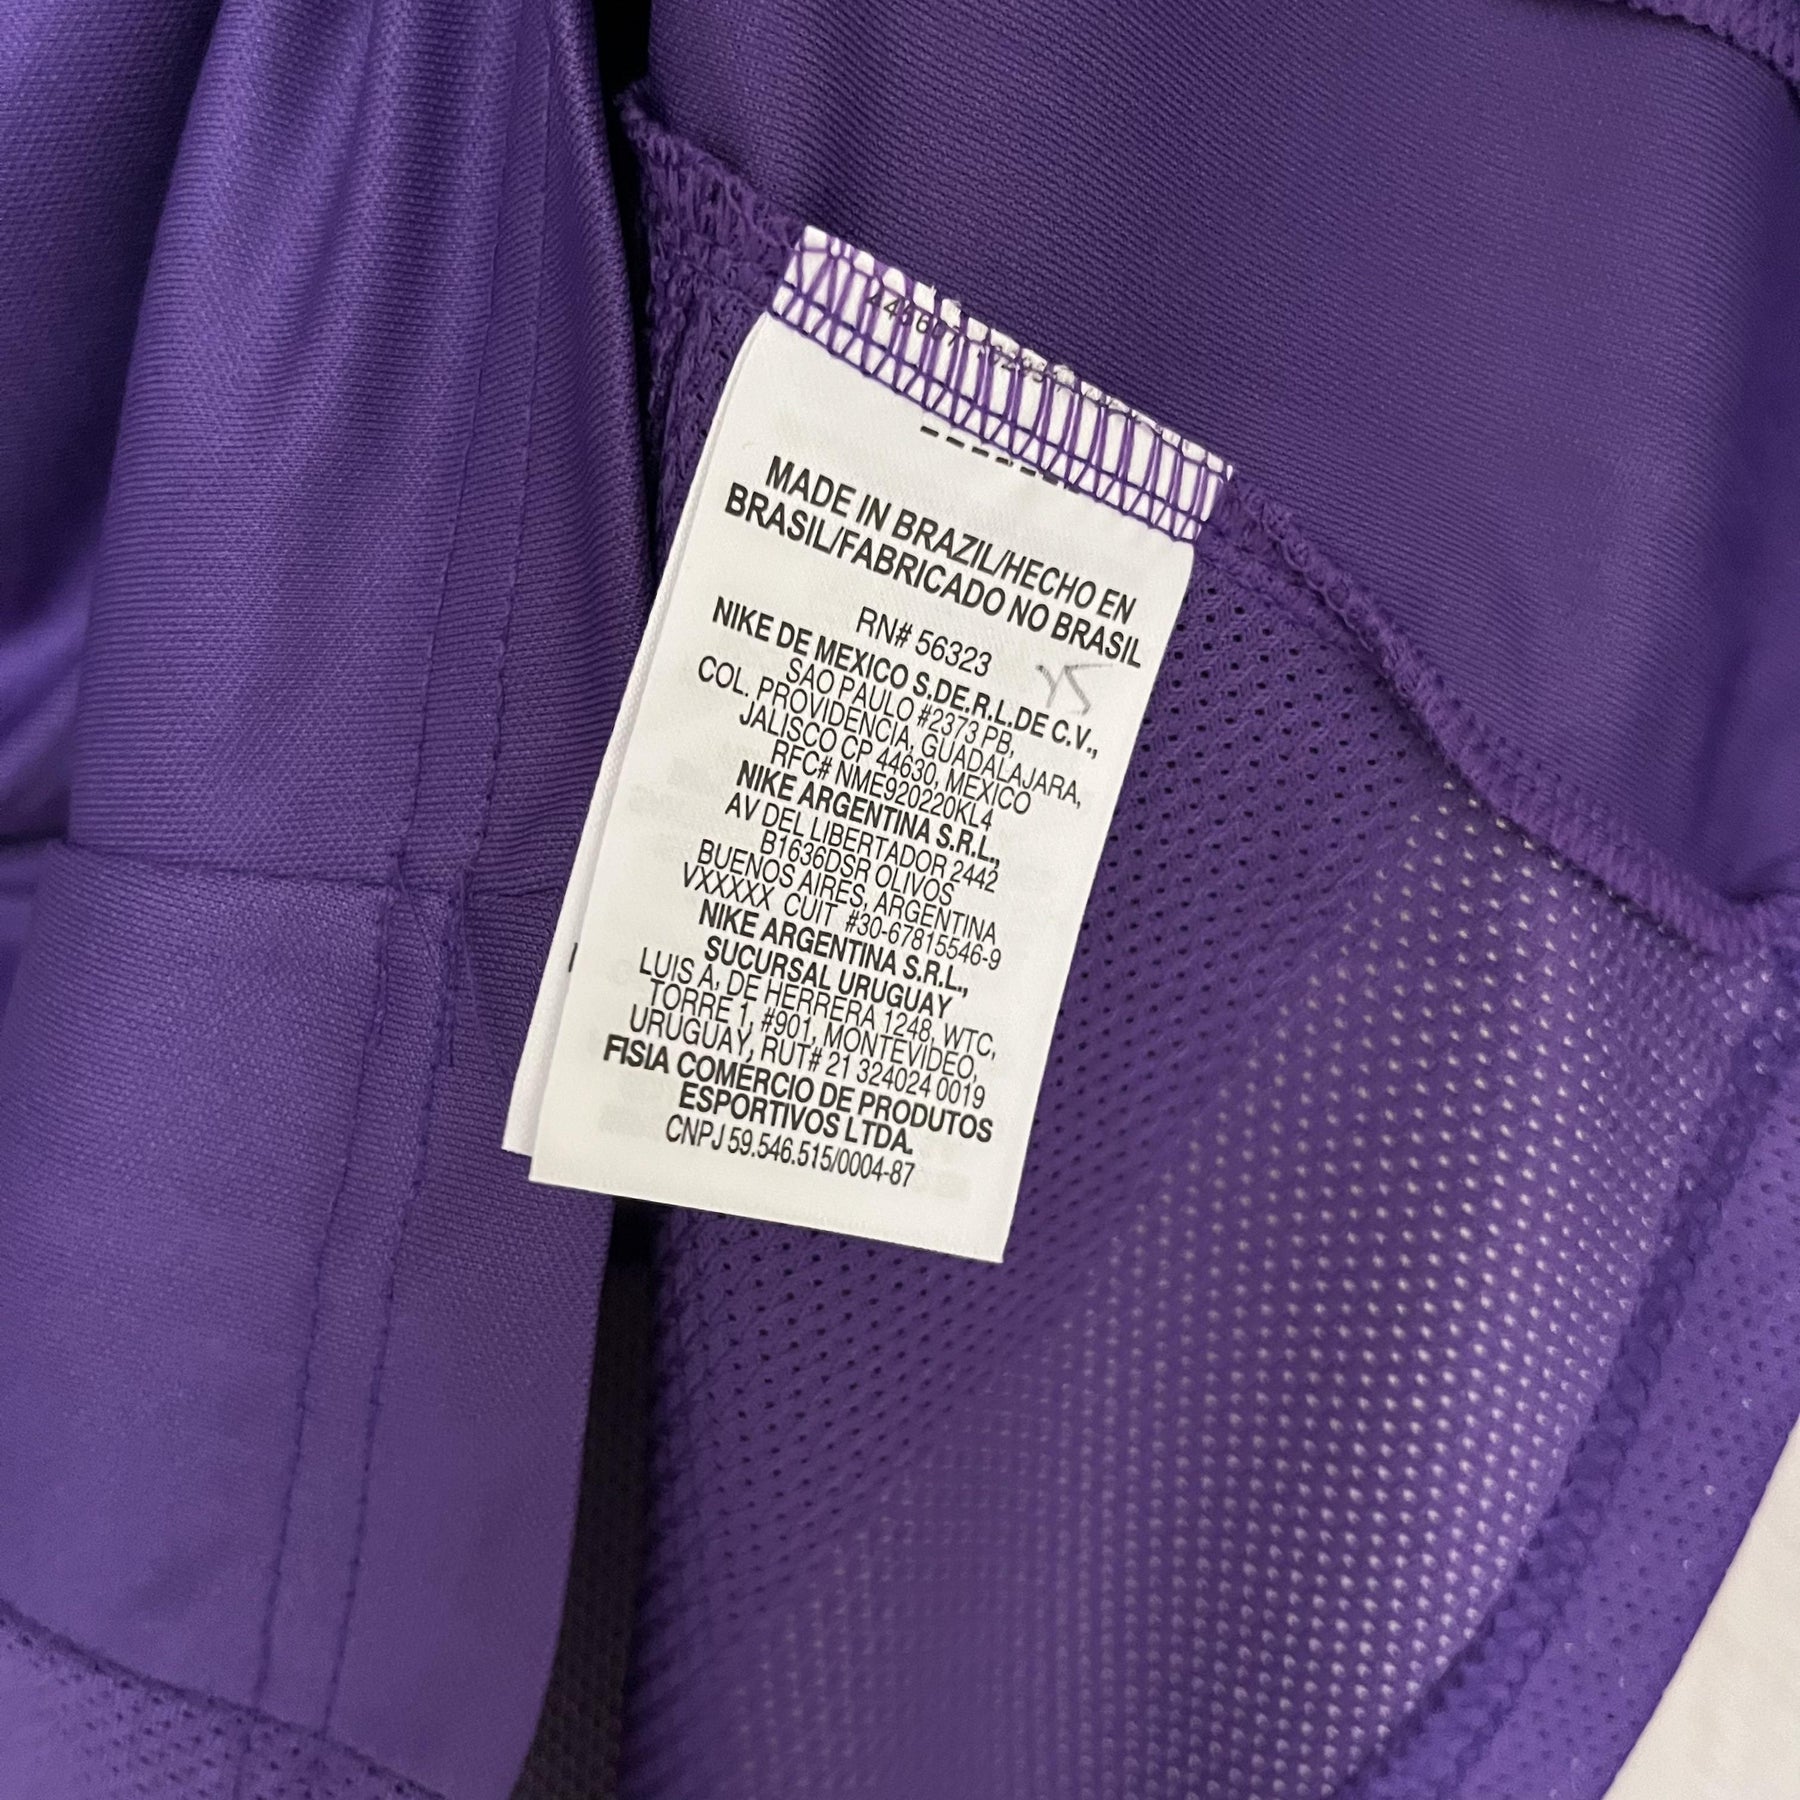 MADE IN BRAZIL/HECHO EN
BRASIL/FABRICADO NO BRASIL
RN# 56323
NIKE DE MEXICO S.DE.R.L.DE C.V.,
SAO PAULO #2373 PB,
COL. PROVIDENCIA, GUADALAJARA,
JALISCO CP 44630, MEXICO
RFC# NME920220KL4
NIKE ARGENTINA S.R.L.,
AV DEL LIBERTADOR 2442
B1636DSR OLIVOS
BUENOS AIRES, ARGENTINA
VXXXXX CUIT #30-67815546-9
NIKE ARGENTINA S.R.L.,
SUCURSAL URUGUAY
LUIS A, DE HERRERA 1248, WTC,
TORRE 1, #901, MONTEVIDEO,
URUGUAY, RUT# 21 324024 0019
FISIA COMERCIO DE PRODUTOS
ESPORTIVOS LTDA.
CNPJ 59.546.515/0004-87